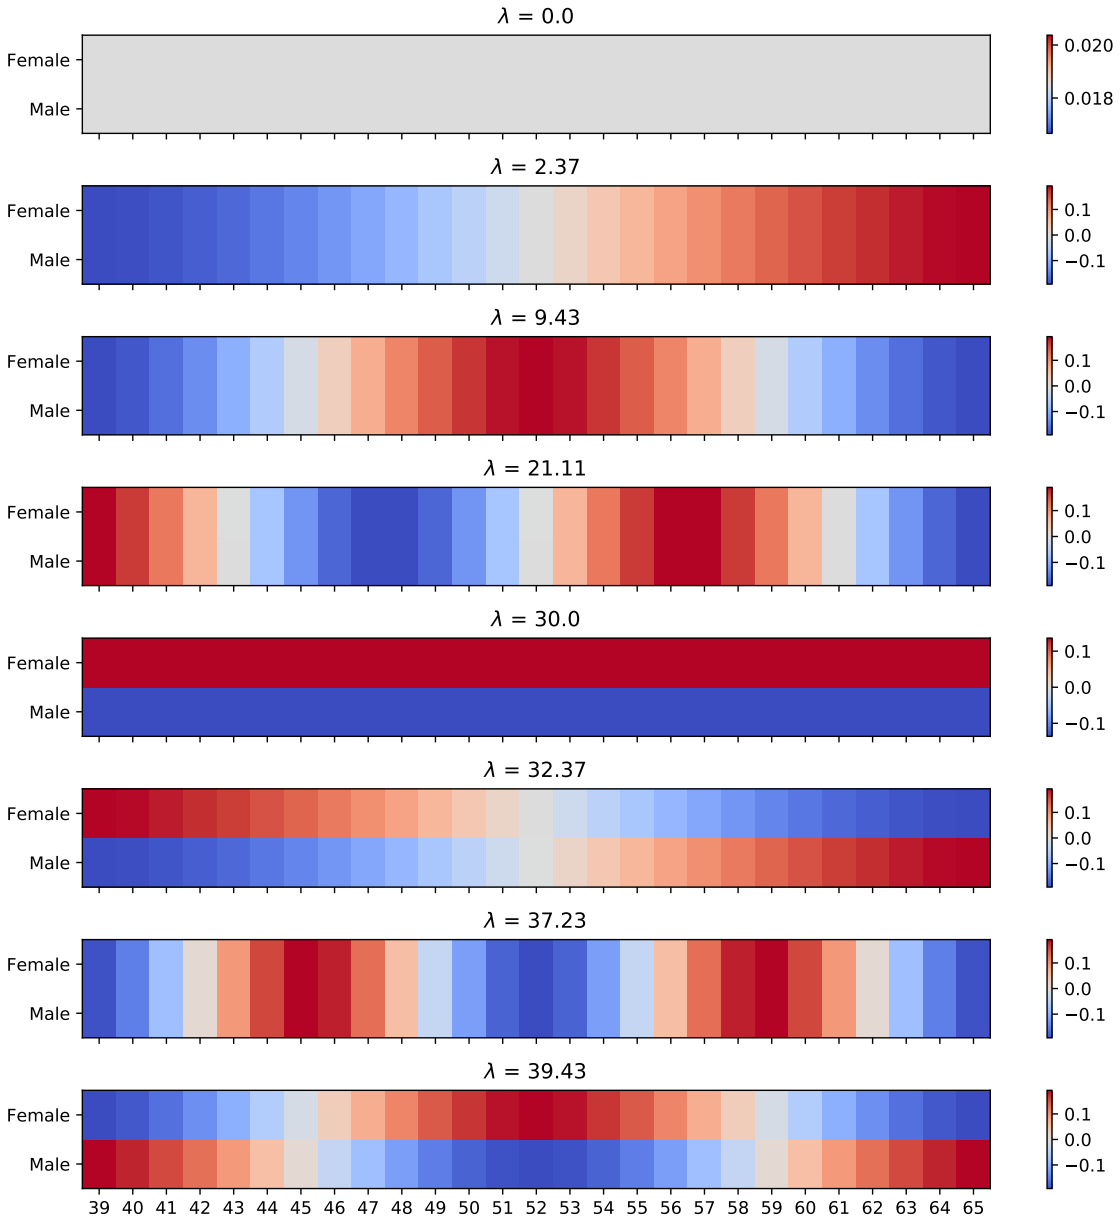 λ = 0.0
Female
Male
0.020
0.018
λ = 2.37
Female
Male
0.1
0.0
−0.1
λ = 9.43
Female
Male
0.1
0.0
−0.1
λ = 21.11
Female
Male
0.1
0.0
−0.1
λ = 30.0
Female
Male
0.1
0.0
−0.1
λ = 32.37
Female
Male
0.1
0.0
−0.1
λ = 37.23
Female
Male
0.1
0.0
−0.1
λ = 39.43
Female
Male
0.1
0.0
−0.1
39 40 41 42 43 44 45 46 47 48 49 50 51 52 53 54 55 56 57 58 59 60 61 62 63 64 65